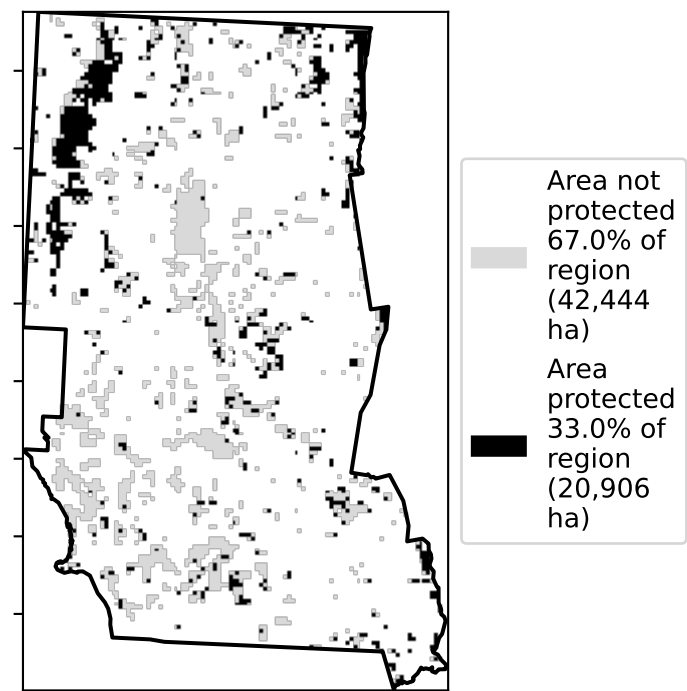 Area not
protected
67.0% of
region
(42,444
ha)
Area
protected
33.0% of
region
(20,906
ha)